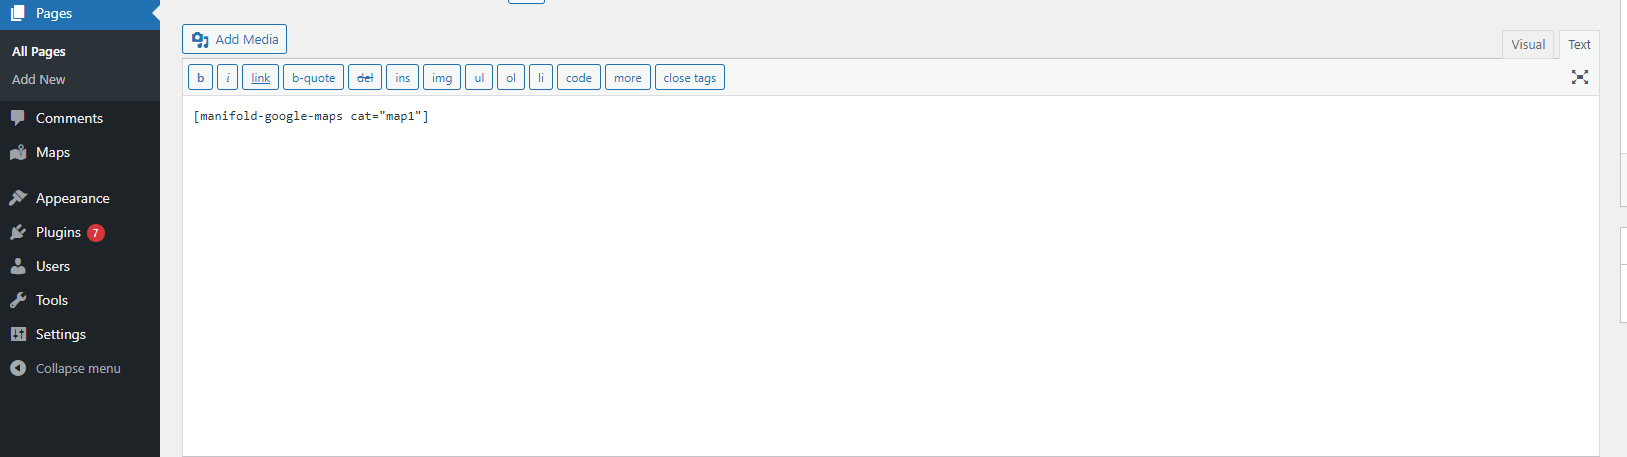 Pages
All Pages
Add New
Comments
Maps
Appearance
Plugins 7
Users
Tools
Settings
Collapse menu
Add Media
Visual Text
b i link b-quote del ins img ul ol li code more close tags
[manifold-google-maps cat="map1"]